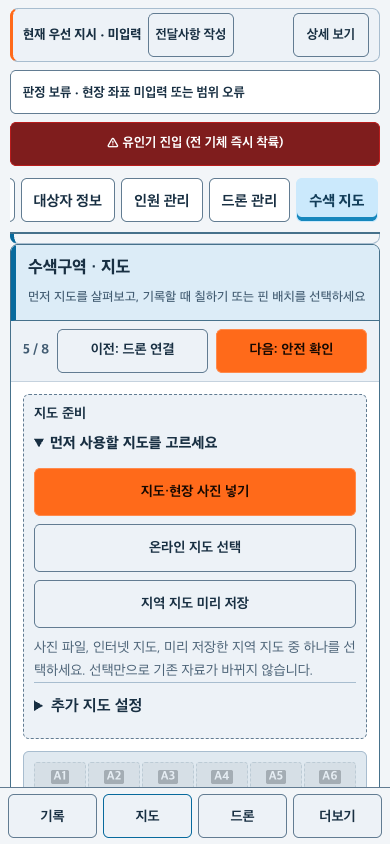 현재 우선 지시 · 미입력
전달사항 작성
상세 보기
판정 보류 · 현장 좌표 미입력 또는 범위 오류
⚠ 유인기 진입 (전 기체 즉시 착륙)
대상자 정보
인원 관리
드론 관리
수색 지도
수색구역 · 지도
먼저 지도를 살펴보고, 기록할 때 칠하기 또는 핀 배치를 선택하세요
5 / 8
이전: 드론 연결
다음: 안전 확인
지도 준비
▼ 먼저 사용할 지도를 고르세요
지도·현장 사진 넣기
온라인 지도 선택
지역 지도 미리 저장
사진 파일, 인터넷 지도, 미리 저장한 지역 지도 중 하나를 선
택하세요. 선택만으로 기존 자료가 바뀌지 않습니다.
▶ 추가 지도 설정
A1
A2
A3
A4
A5
A6
기록
지도
드론
더보기